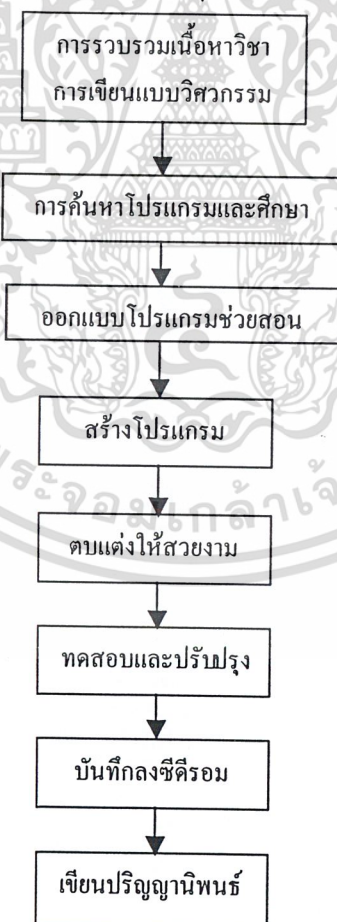 การรวบรวมเนื้อหาวิชา
การเขียนแบบวิศวกรรม
การค้นหาโปรแกรมและศึกษา
ออกแบบโปรแกรมช่วยสอน
สร้างโปรแกรม
ตบแต่งให้สวยงาม
ทดสอบและปรับปรุง
บันทึกลงซีดีรอม
เขียนปริญญานิพนธ์